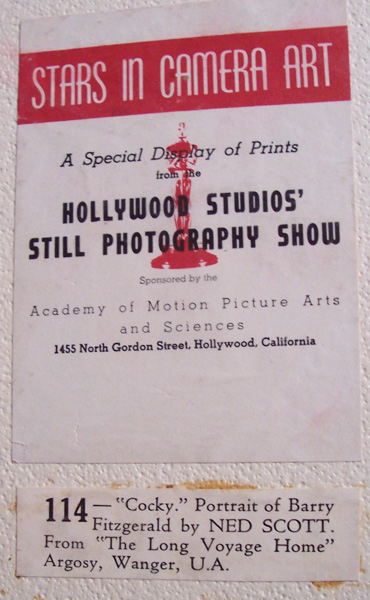 STARS IN CAMERA ART
A Special Display of Prints
from the
HOLLYWOOD STUDIOS'
STILL PHOTOGRAPHY SHOW
Sponsored by the
Academy of Motion Picture Arts
and Sciences
1455 North Gordon Street, Hollywood, California
114—"Cocky." Portrait of Barry
Fitzgerald by NED SCOTT.
From "The Long Voyage Home"
Argosy, Wanger, U.A.